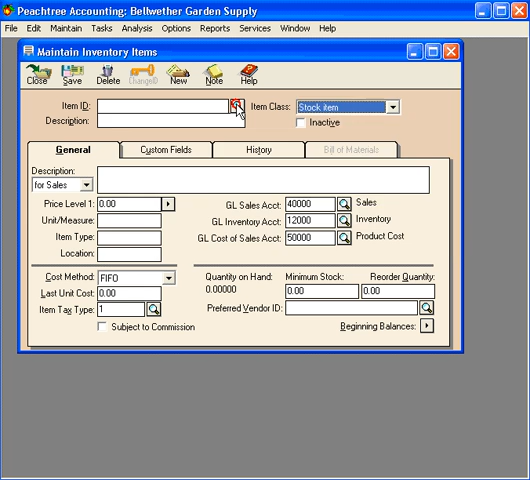 Peachtree Accounting: Bellwether Garden Supply
File Edit Maintain Tasks Analysis Options Reports Services Window Help
Maintain Inventory Items
Close Save Delete ChangeID New Note Help
Item ID: Item Class: Stock item
Description: Inactive
General Custom Fields History Bill of Materials
Description:
for Sales
Price Level 1: 0.00 GL Sales Acct: 40000 Sales
Unit/Measure: GL Inventory Acct: 12000 Inventory
Item Type: GL Cost of Sales Acct: 50000 Product Cost
Location:
Cost Method: FIFO Quantity on Hand: Minimum Stock: Reorder Quantity:
Last Unit Cost: 0.00 0.00000 0.00 0.00
Item Tax Type: 1 Preferred Vendor ID:
Subject to Commission Beginning Balances: